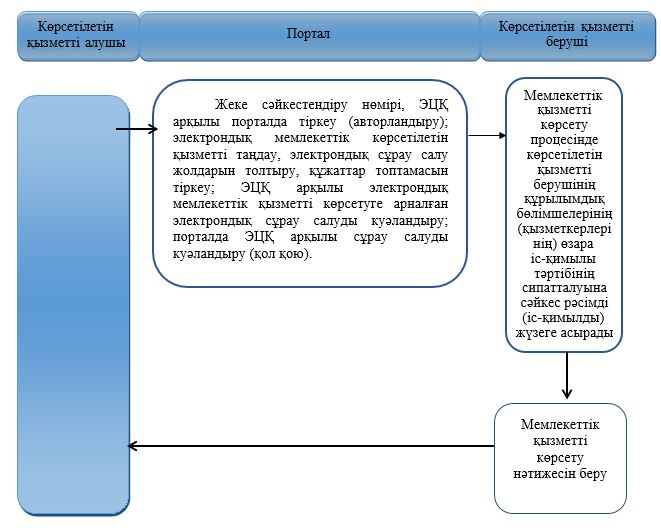 Көрсетілетін
қызметті алушы
Портал
Көрсетілетін қызметті
беруші
Жеке сәйкестендіру нөмірі, ЭЦҚ
арқылы порталда тіркеу (авторландыру);
электрондық мемлекеттік көрсетілетін
қызметті таңдау, электрондық сұрау салу
жолдарын толтыру, құжаттар топтамасын
тіркеу; ЭЦҚ арқылы электрондық
мемлекеттік қызметті көрсетуге арналған
электрондық сұрау салуды куәландыру;
порталда ЭЦҚ арқылы сұрау салуды
куәландыру (қол қою).
Мемлекеттік
қызметті
көрсету
процесінде
көрсетілетін
қызметті
берушінің
құрылымдық
бөлімшелерінің
(қызметкерлері
нің) өзара
іс-қимылы
тәртібінің
сипатталуына
сәйкес рәсімді
(іс-қимылды)
жүзеге асырады
Мемлекеттік
қызметті
көрсету
нәтижесін беру